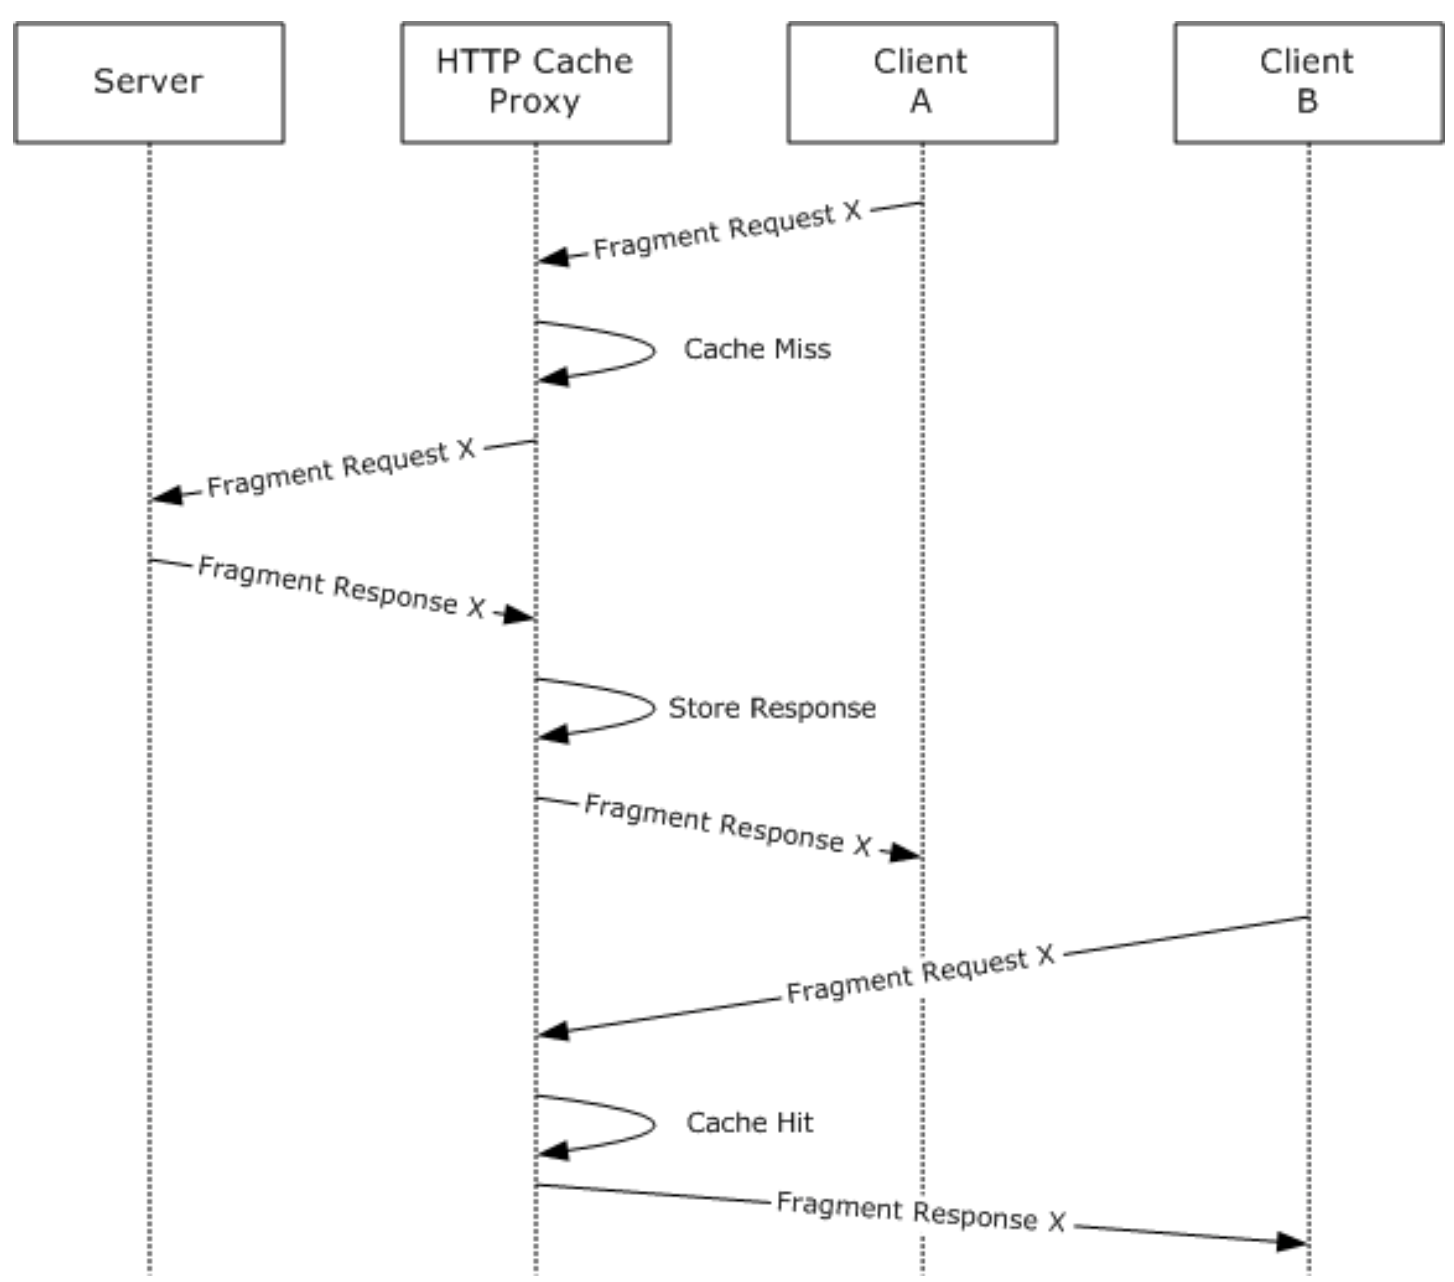 Server
HTTP Cache
Proxy
Client
A
Client
B
Fragment Request X
Cache Miss
Fragment Request X
Fragment Response X
Store Response
Fragment Response X
Fragment Request X
Cache Hit
Fragment Response X